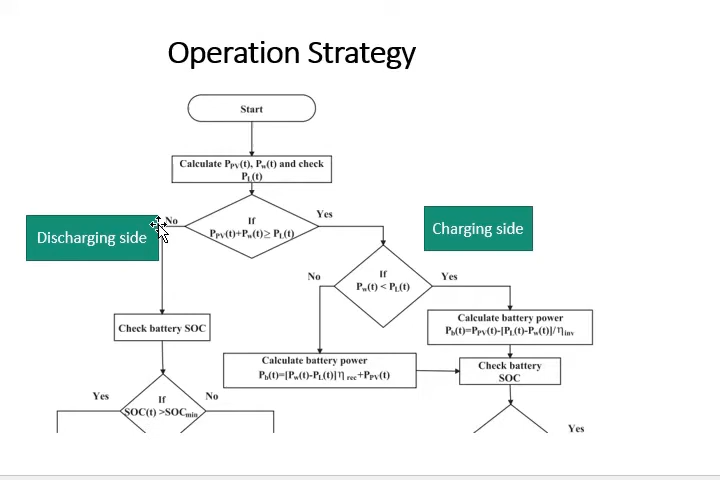 Operation Strategy
Start
Calculate P_PV(t), P_w(t) and check
P_L(t)
No
If
P_PV(t)+P_w(t)≥ P_L(t)
Yes
Discharging side
Charging side
No
If
P_w(t) < P_L(t)
Yes
Check battery SOC
Calculate battery power
P_b(t)=P_PV(t)-[P_L(t)-P_w(t)]/η_inv
Calculate battery power
P_b(t)=[P_w(t)-P_L(t)]η_rec+P_PV(t)
Check battery
SOC
Yes
If
SOC(t) >SOC_min
No
Yes